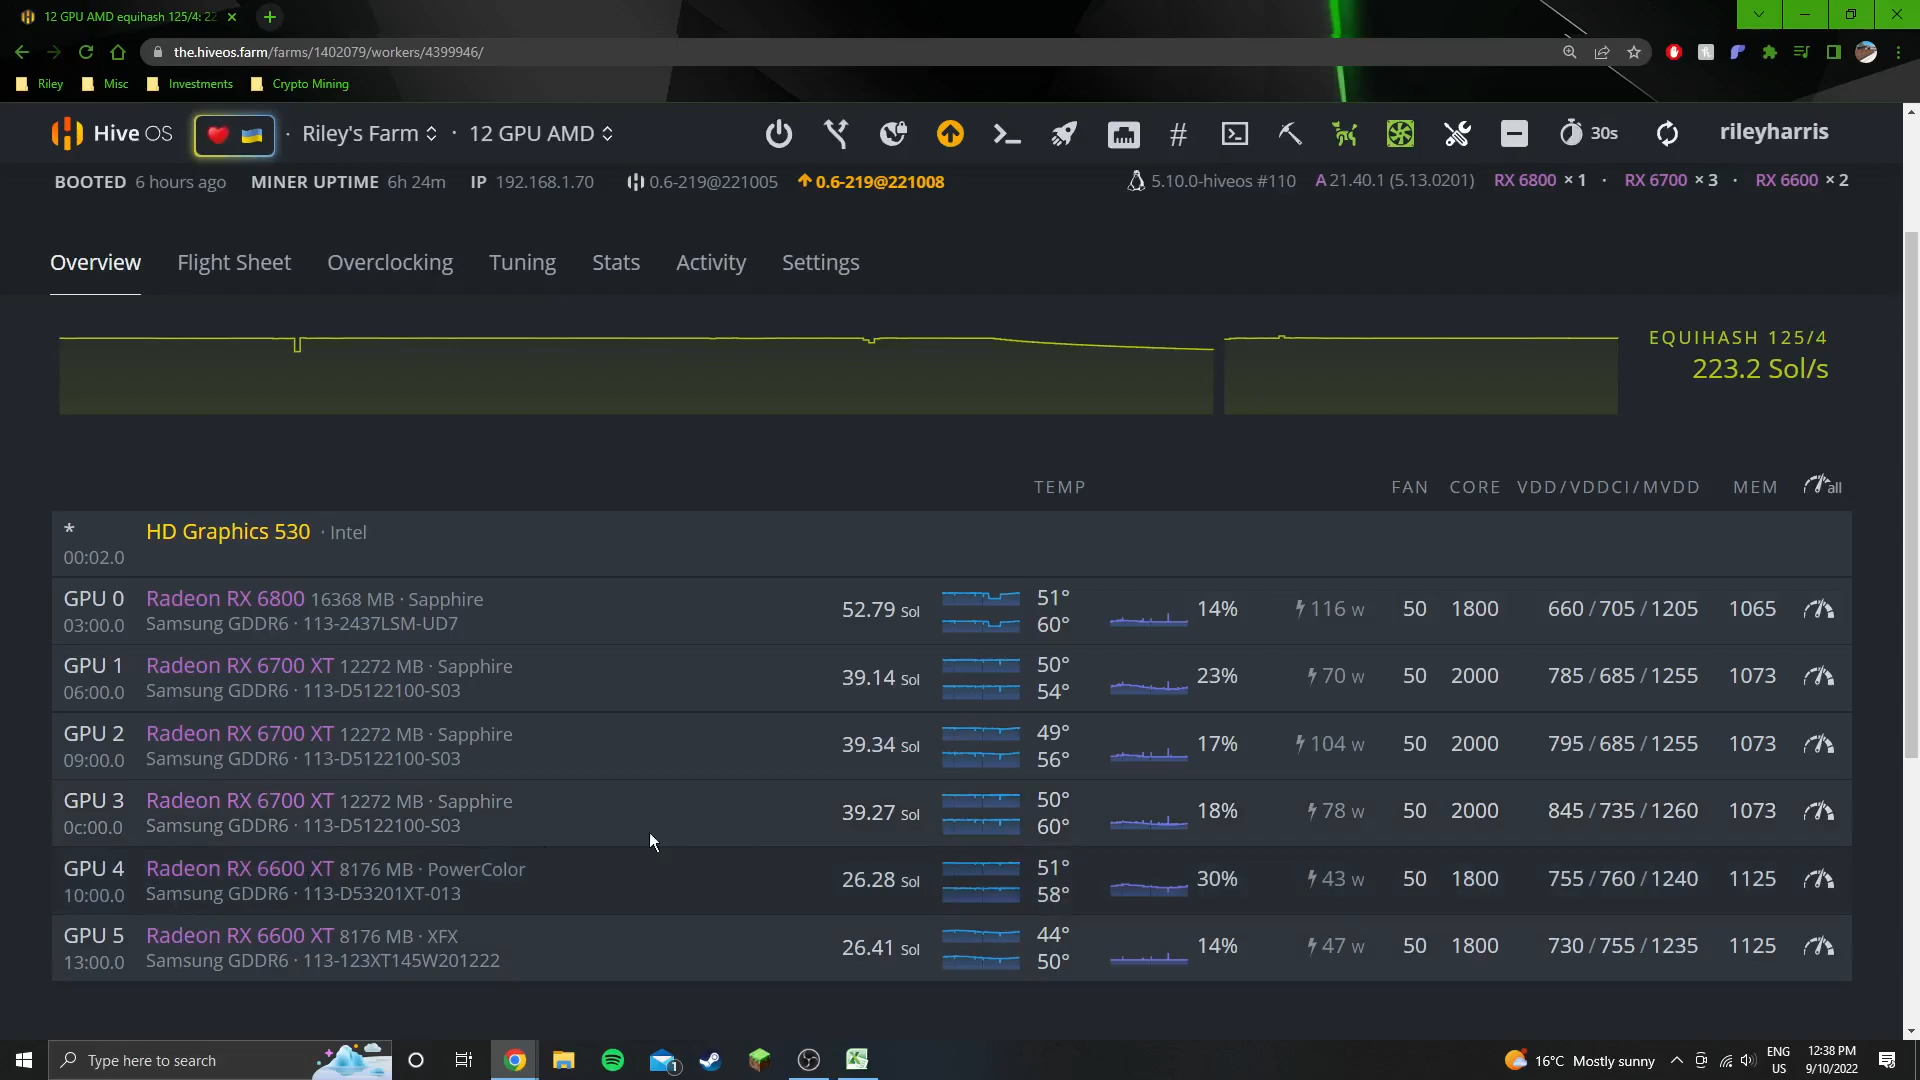 12 GPU AMD equihash 125/4: 22
the.hiveos.farm/farms/1402079/workers/4399946/
Riley Misc Investments Crypto Mining
Hive OS · Riley's Farm · 12 GPU AMD 30s rileyharris
BOOTED 6 hours ago MINER UPTIME 6h 24m IP 192.168.1.70 0.6-219@221005 0.6-219@221008 5.10.0-hiveos #110 A 21.40.1 (5.13.0201) RX 6800 × 1 · RX 6700 × 3 · RX 6600 × 2
Overview Flight Sheet Overclocking Tuning Stats Activity Settings
EQUIHASH 125/4
223.2 Sol/s
TEMP FAN CORE VDD/VDDCI/MVDD MEM all
* HD Graphics 530 · Intel
00:02.0
GPU 0 Radeon RX 6800 16368 MB · Sapphire 52.79 Sol 51° 14% 116 w 50 1800 660 / 705 / 1205 1065
03:00.0 Samsung GDDR6 · 113-2437LSM-UD7 60°
GPU 1 Radeon RX 6700 XT 12272 MB · Sapphire 39.14 Sol 50° 23% 70 w 50 2000 785 / 685 / 1255 1073
06:00.0 Samsung GDDR6 · 113-D5122100-S03 54°
GPU 2 Radeon RX 6700 XT 12272 MB · Sapphire 39.34 Sol 49° 17% 104 w 50 2000 795 / 685 / 1255 1073
09:00.0 Samsung GDDR6 · 113-D5122100-S03 56°
GPU 3 Radeon RX 6700 XT 12272 MB · Sapphire 39.27 Sol 50° 18% 78 w 50 2000 845 / 735 / 1260 1073
0c:00.0 Samsung GDDR6 · 113-D5122100-S03 60°
GPU 4 Radeon RX 6600 XT 8176 MB · PowerColor 26.28 Sol 51° 30% 43 w 50 1800 755 / 760 / 1240 1125
10:00.0 Samsung GDDR6 · 113-D53201XT-013 58°
GPU 5 Radeon RX 6600 XT 8176 MB · XFX 26.41 Sol 44° 14% 47 w 50 1800 730 / 755 / 1235 1125
13:00.0 Samsung GDDR6 · 113-123XT145W201222 50°
Type here to search 1 16°C Mostly sunny ENG 12:38 PM
US 9/10/2022